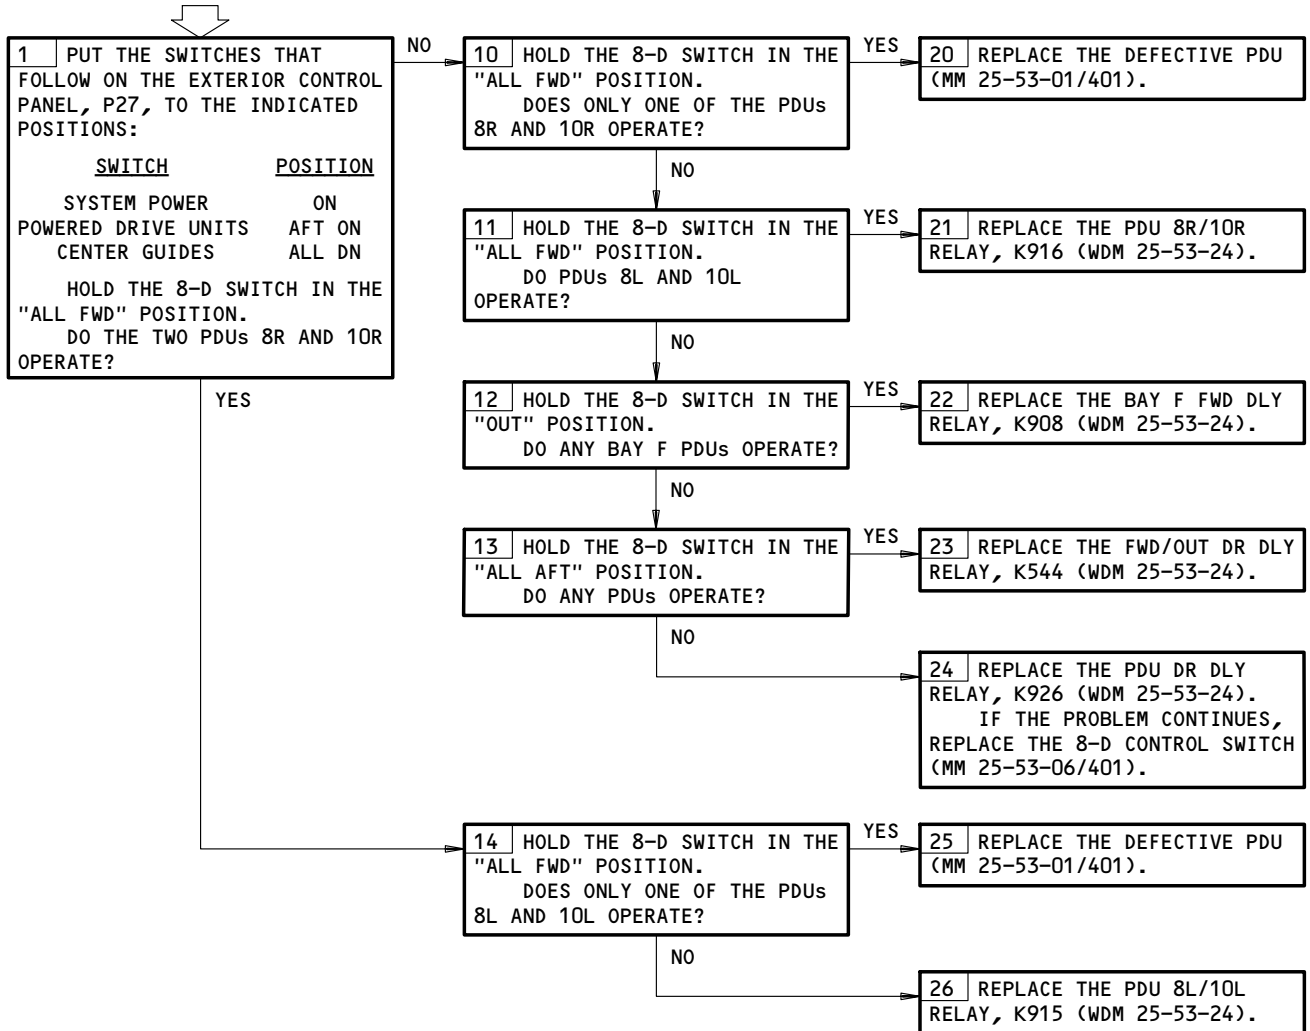 1 PUT THE SWITCHES THAT
FOLLOW ON THE EXTERIOR CONTROL
PANEL, P27, TO THE INDICATED
POSITIONS:
SWITCH POSITION
SYSTEM POWER ON
POWERED DRIVE UNITS AFT ON
CENTER GUIDES ALL DN
HOLD THE 8-D SWITCH IN THE
"ALL FWD" POSITION.
DO THE TWO PDUs 8R AND 10R
OPERATE?
NO
YES
10 HOLD THE 8-D SWITCH IN THE
"ALL FWD" POSITION.
DOES ONLY ONE OF THE PDUs
8R AND 10R OPERATE?
YES
20 REPLACE THE DEFECTIVE PDU
(MM 25-53-01/401).
NO
11 HOLD THE 8-D SWITCH IN THE
"ALL FWD" POSITION.
DO PDUs 8L AND 10L
OPERATE?
YES
21 REPLACE THE PDU 8R/10R
RELAY, K916 (WDM 25-53-24).
NO
12 HOLD THE 8-D SWITCH IN THE
"OUT" POSITION.
DO ANY BAY F PDUs OPERATE?
YES
22 REPLACE THE BAY F FWD DLY
RELAY, K908 (WDM 25-53-24).
NO
13 HOLD THE 8-D SWITCH IN THE
"ALL AFT" POSITION.
DO ANY PDUs OPERATE?
YES
23 REPLACE THE FWD/OUT DR DLY
RELAY, K544 (WDM 25-53-24).
NO
24 REPLACE THE PDU DR DLY
RELAY, K926 (WDM 25-53-24).
IF THE PROBLEM CONTINUES,
REPLACE THE 8-D CONTROL SWITCH
(MM 25-53-06/401).
14 HOLD THE 8-D SWITCH IN THE
"ALL FWD" POSITION.
DOES ONLY ONE OF THE PDUs
8L AND 10L OPERATE?
YES
25 REPLACE THE DEFECTIVE PDU
(MM 25-53-01/401).
NO
26 REPLACE THE PDU 8L/10L
RELAY, K915 (WDM 25-53-24).